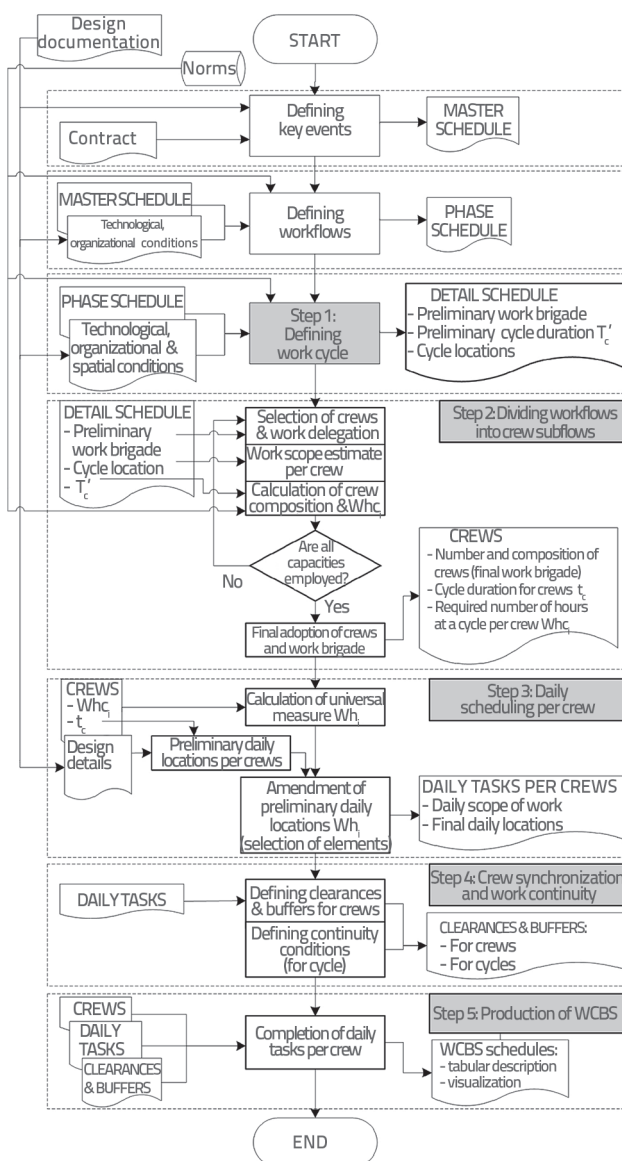 Design
documentation
START
Norms
Contract
Defining
key events
MASTER
SCHEDULE
MASTER SCHEDULE
Technological,
organizational conditions
Defining
workflows
PHASE
SCHEDULE
PHASE SCHEDULE
Technological,
organizational &
spatial conditions
Step 1:
Defining
work cycle
DETAIL SCHEDULE
- Preliminary work brigade
- Preliminary cycle duration T'c
- Cycle locations
DETAIL SCHEDULE
- Preliminary
work brigade
- Cycle location
- T'c
Selection of crews
& work delegation
Work scope estimate
per crew
Calculation of crew
composition & Whci
Step 2: Dividing workflows
into crew subflows
Are all
capacities
employed?
No
Yes
Final adoption of crews
and work brigade
CREWS
- Number and composition of
crews (final work brigade)
- Cycle duration for crews tc
- Required number of hours
at a cycle per crew Whci
CREWS
- Whci
- tc
Design
details
Calculation of universal
measure Whi
Step 3: Daily
scheduling per crew
Preliminary daily
locations per crews
Amendment of
preliminary daily
locations Whi
(selection of elements)
DAILY TASKS PER CREWS
- Daily scope of work
- Final daily locations
DAILY TASKS
Defining clearances
& buffers for crews
Defining continuity
conditions
(for cycle)
Step 4: Crew synchronization
and work continuity
CLEARANCES & BUFFERS:
- For crews
- For cycles
CREWS
DAILY
TASKS
CLEARANCES
& BUFFERS
Completion of daily
tasks per crew
Step 5: Production of WCBS
WCBS schedules:
- tabular description
- visualization
END